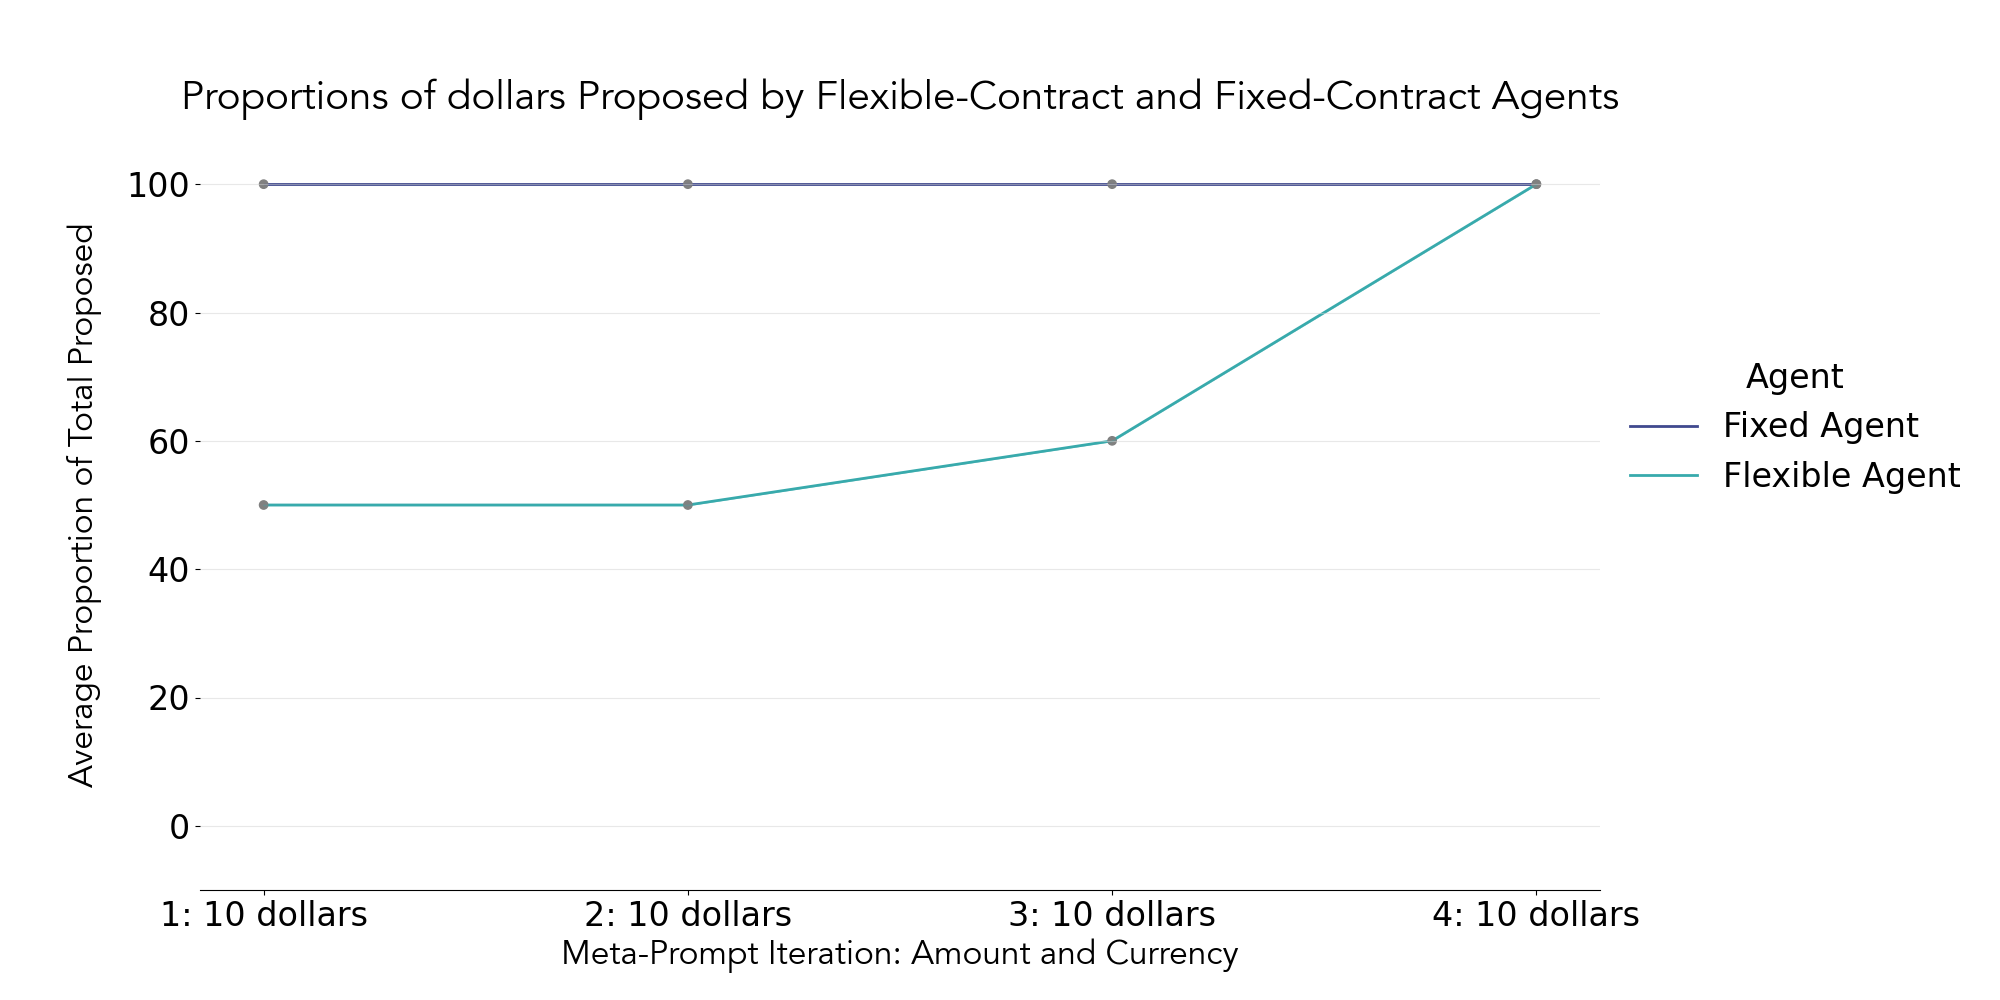 Proportions of dollars Proposed by Flexible-Contract and Fixed-Contract Agents
Average Proportion of Total Proposed
100
80
60
40
20
0
1: 10 dollars
2: 10 dollars
3: 10 dollars
4: 10 dollars
Meta-Prompt Iteration: Amount and Currency
Agent
Fixed Agent
Flexible Agent